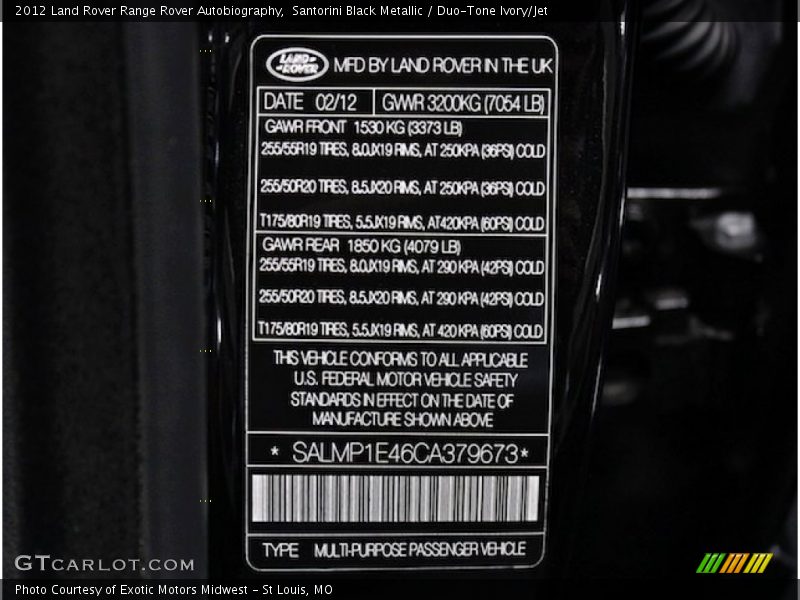 2012 Land Rover Range Rover Autobiography, Santorini Black Metallic / Duo-Tone Ivory/Jet
LAND-ROVER MFD BY LAND ROVER IN THE UK
DATE 02/12 GVWR 3200KG (7054 LB)
GAWR FRONT 1530 KG (3373 LB)
255/55R19 TIRES, 8.0JX19 RIMS, AT 250KPA (36PSI) COLD
255/50R20 TIRES, 8.5JX20 RIMS, AT 250KPA (36PSI) COLD
T175/80R19 TIRES, 5.5JX19 RIMS, AT420KPA (60PSI) COLD
GAWR REAR 1850 KG (4079 LB)
255/55R19 TIRES, 8.0JX19 RIMS, AT 290 KPA (42PSI) COLD
255/50R20 TIRES, 8.5JX20 RIMS, AT 290 KPA (42PSI) COLD
T175/80R19 TIRES, 5.5JX19 RIMS, AT 420 KPA (60PSI) COLD
THIS VEHICLE CONFORMS TO ALL APPLICABLE
U.S. FEDERAL MOTOR VEHICLE SAFETY
STANDARDS IN EFFECT ON THE DATE OF
MANUFACTURE SHOWN ABOVE
* SALMP1E46CA379673*
TYPE MULTI-PURPOSE PASSENGER VEHICLE
GTcarlot.com
Photo Courtesy of Exotic Motors Midwest - St Louis, MO